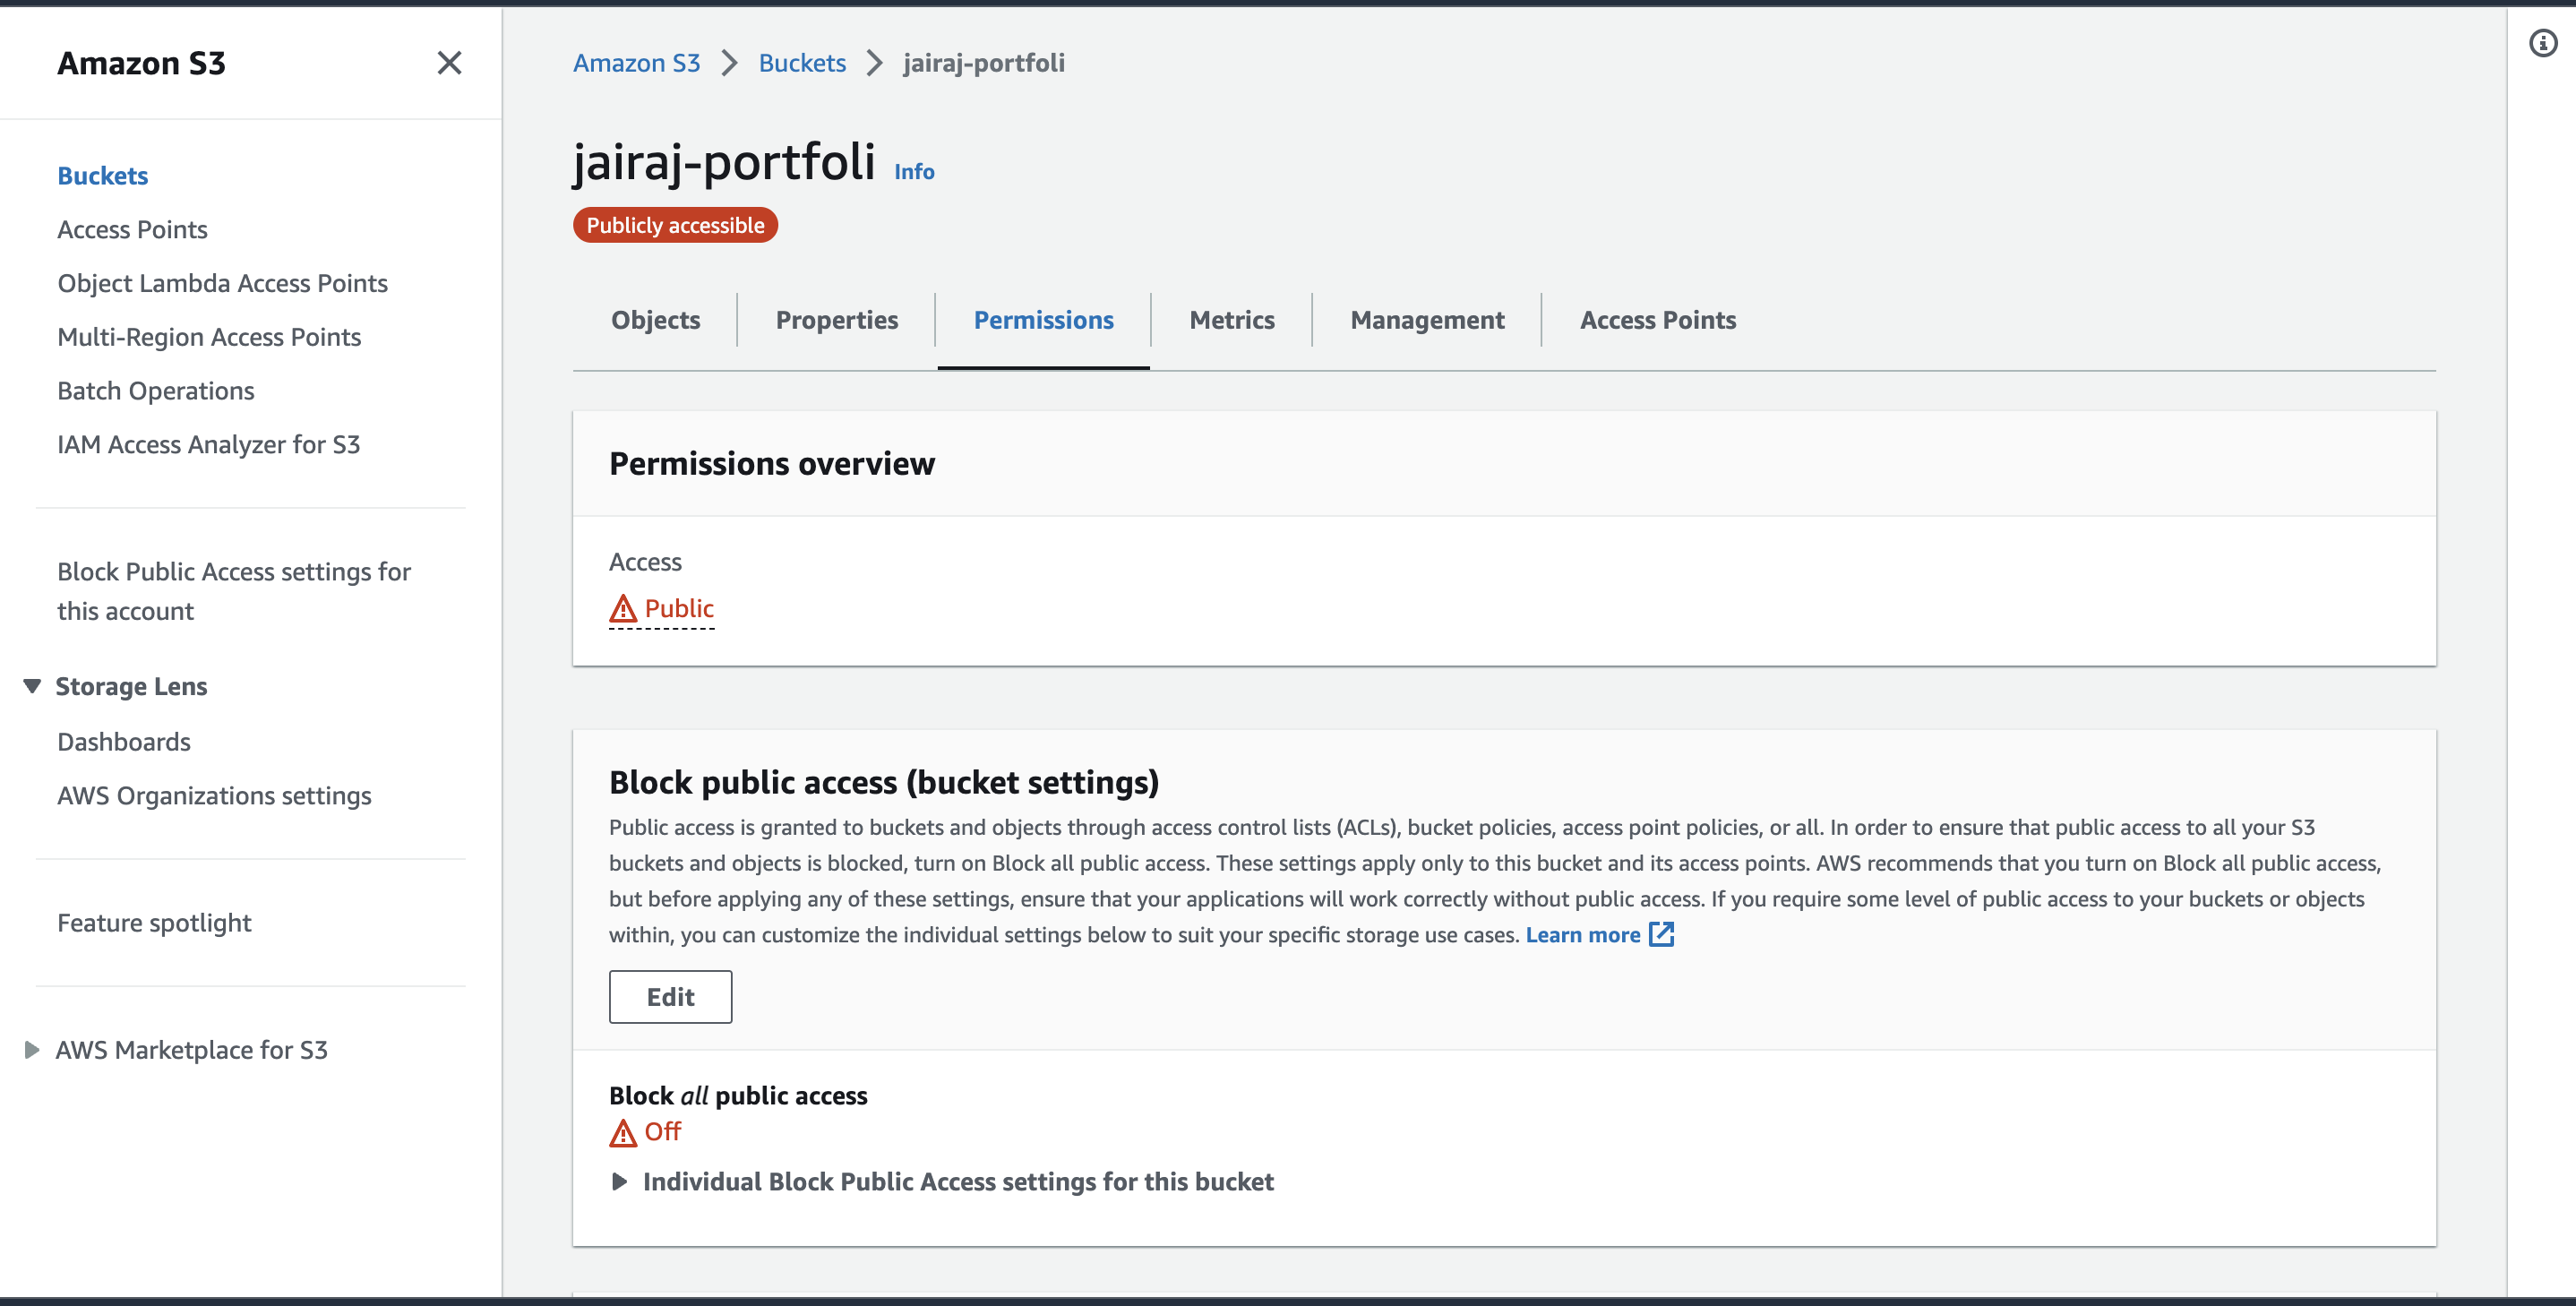 Amazon S3
Buckets
Access Points
Object Lambda Access Points
Multi-Region Access Points
Batch Operations
IAM Access Analyzer for S3
Block Public Access settings for
this account
Storage Lens
Dashboards
AWS Organizations settings
Feature spotlight
AWS Marketplace for S3
Amazon S3 > Buckets > jairaj-portfoli
jairaj-portfoli Info
Publicly accessible
Objects Properties Permissions Metrics Management Access Points
Permissions overview
Access
Public
Block public access (bucket settings)
Public access is granted to buckets and objects through access control lists (ACLs), bucket policies, access point policies, or all. In order to ensure that public access to all your S3
buckets and objects is blocked, turn on Block all public access. These settings apply only to this bucket and its access points. AWS recommends that you turn on Block all public access,
but before applying any of these settings, ensure that your applications will work correctly without public access. If you require some level of public access to your buckets or objects
within, you can customize the individual settings below to suit your specific storage use cases. Learn more
Edit
Block all public access
Off
Individual Block Public Access settings for this bucket